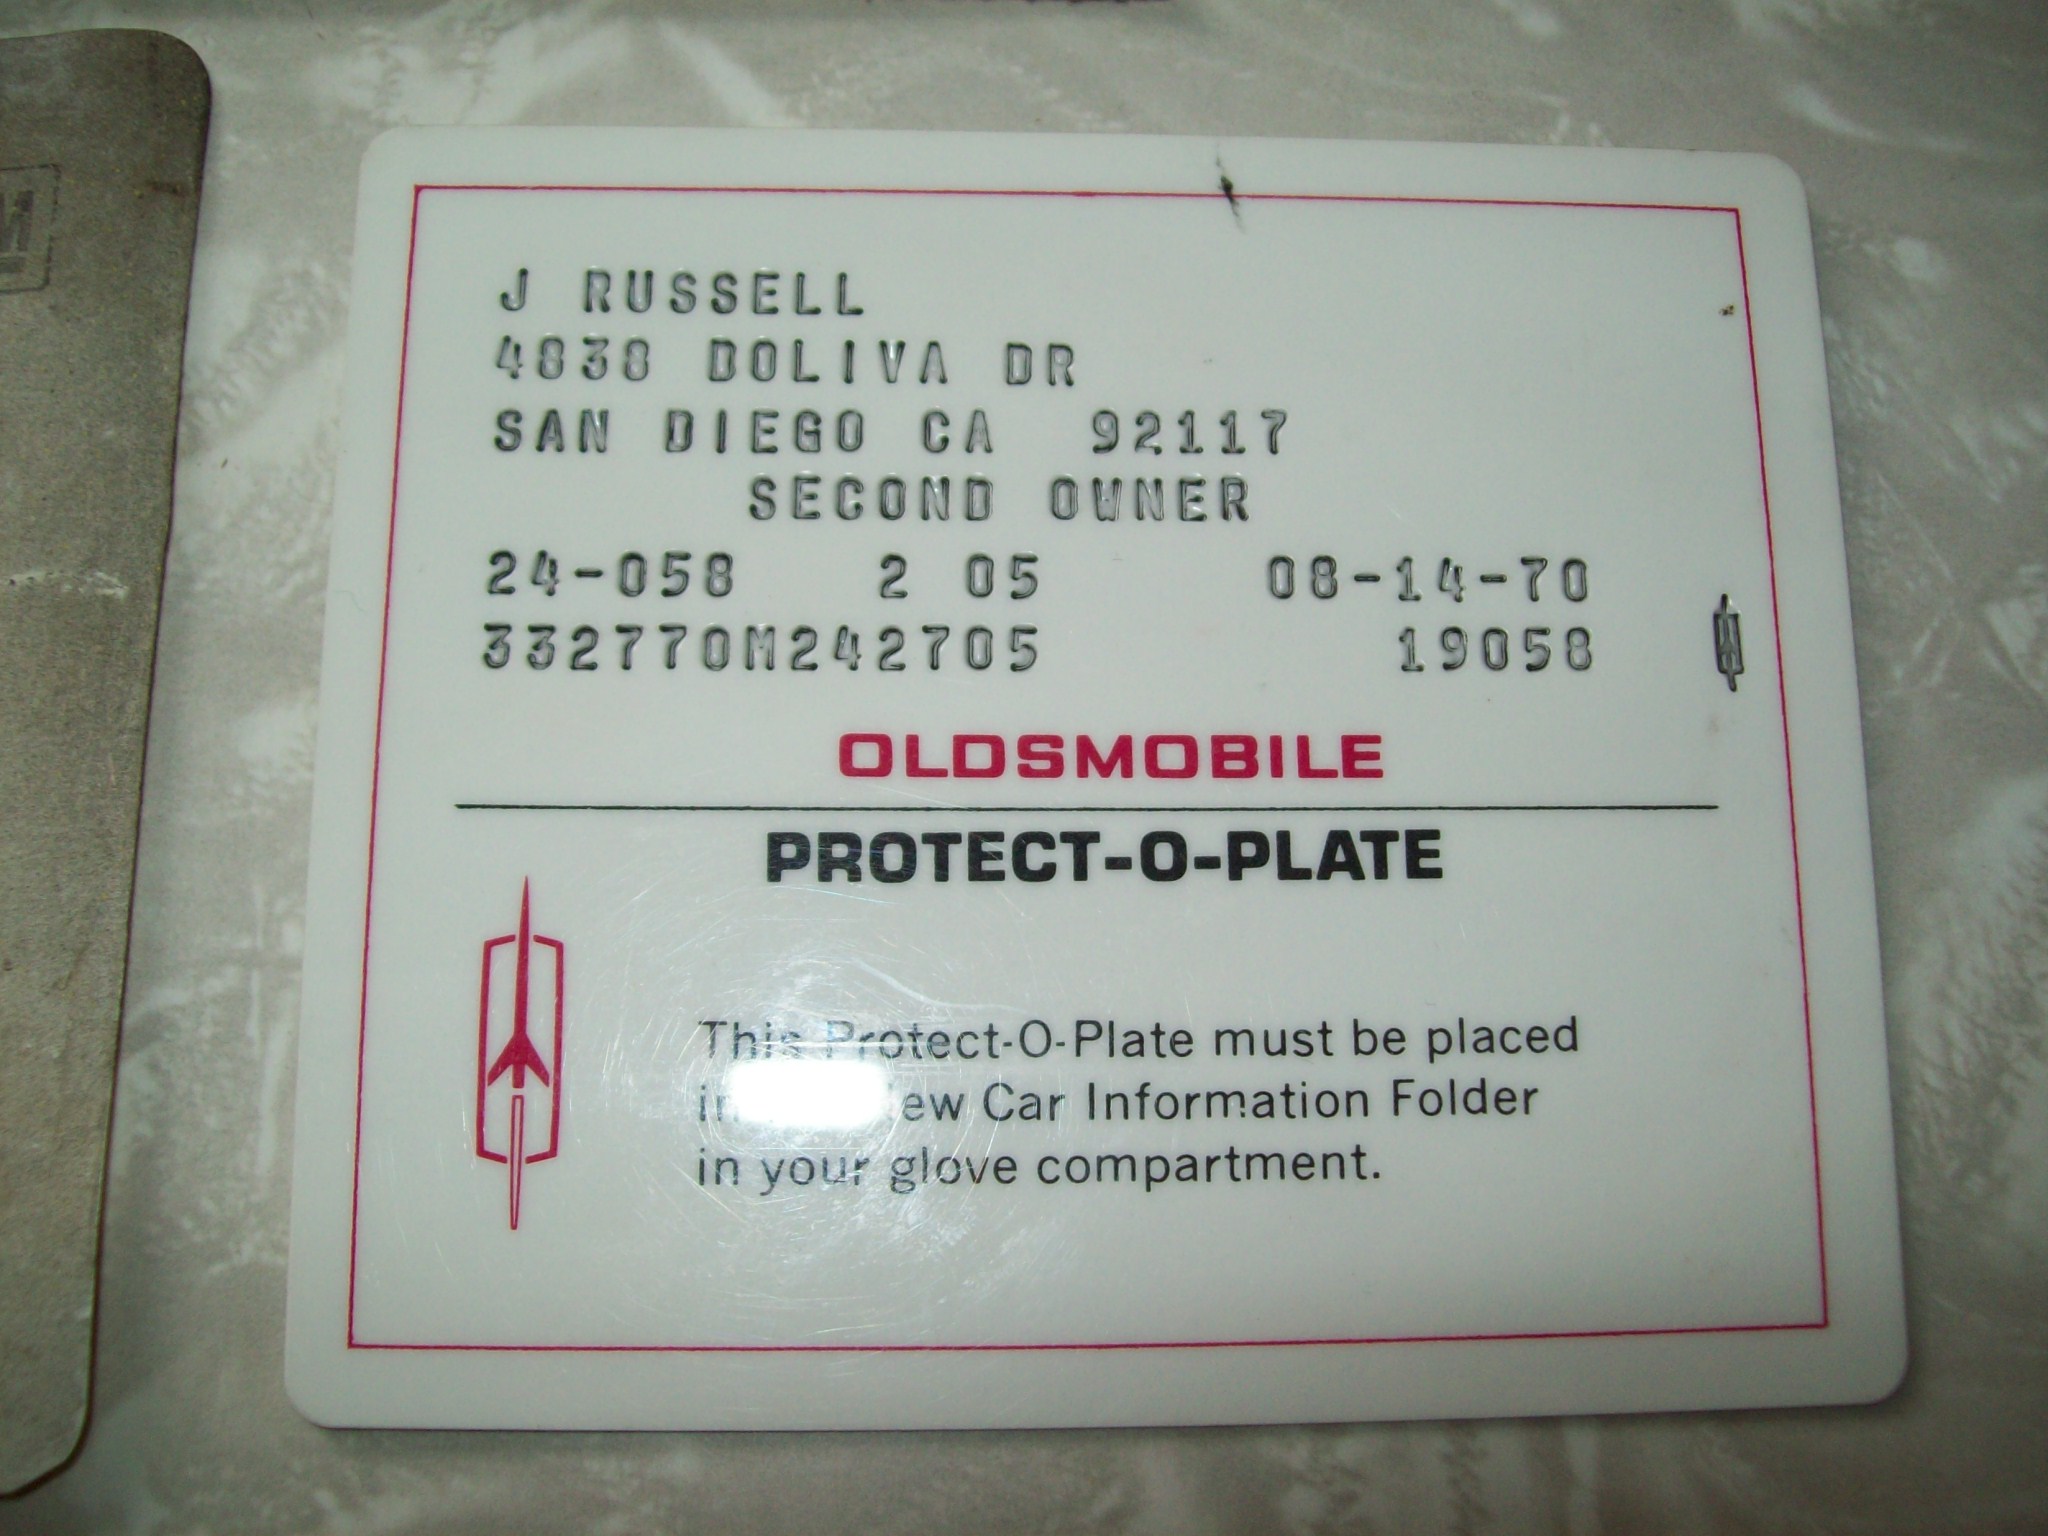 J RUSSELL
4838 DOLIVA DR
SAN DIEGO CA 92117
SECOND OWNER
24-058 2 05 08-14-70
332770M242705 19058
OLDSMOBILE
PROTECT-O-PLATE
This Protect-O-Plate must be placed
Car Information Folder
in your glove compartment.